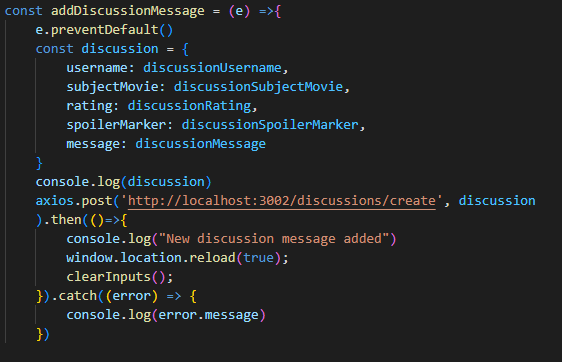 const addDiscussionMessage = (e) =>{
e.preventDefault()
const discussion = {
username: discussionUsername,
subjectMovie: discussionSubjectMovie,
rating: discussionRating,
spoilerMarker: discussionSpoilerMarker,
message: discussionMessage
}
console.log(discussion)
axios.post('http://localhost:3002/discussions/create', discussion
).then(()=>{
console.log("New discussion message added")
window.location.reload(true);
clearInputs();
}).catch((error) => {
console.log(error.message)
})